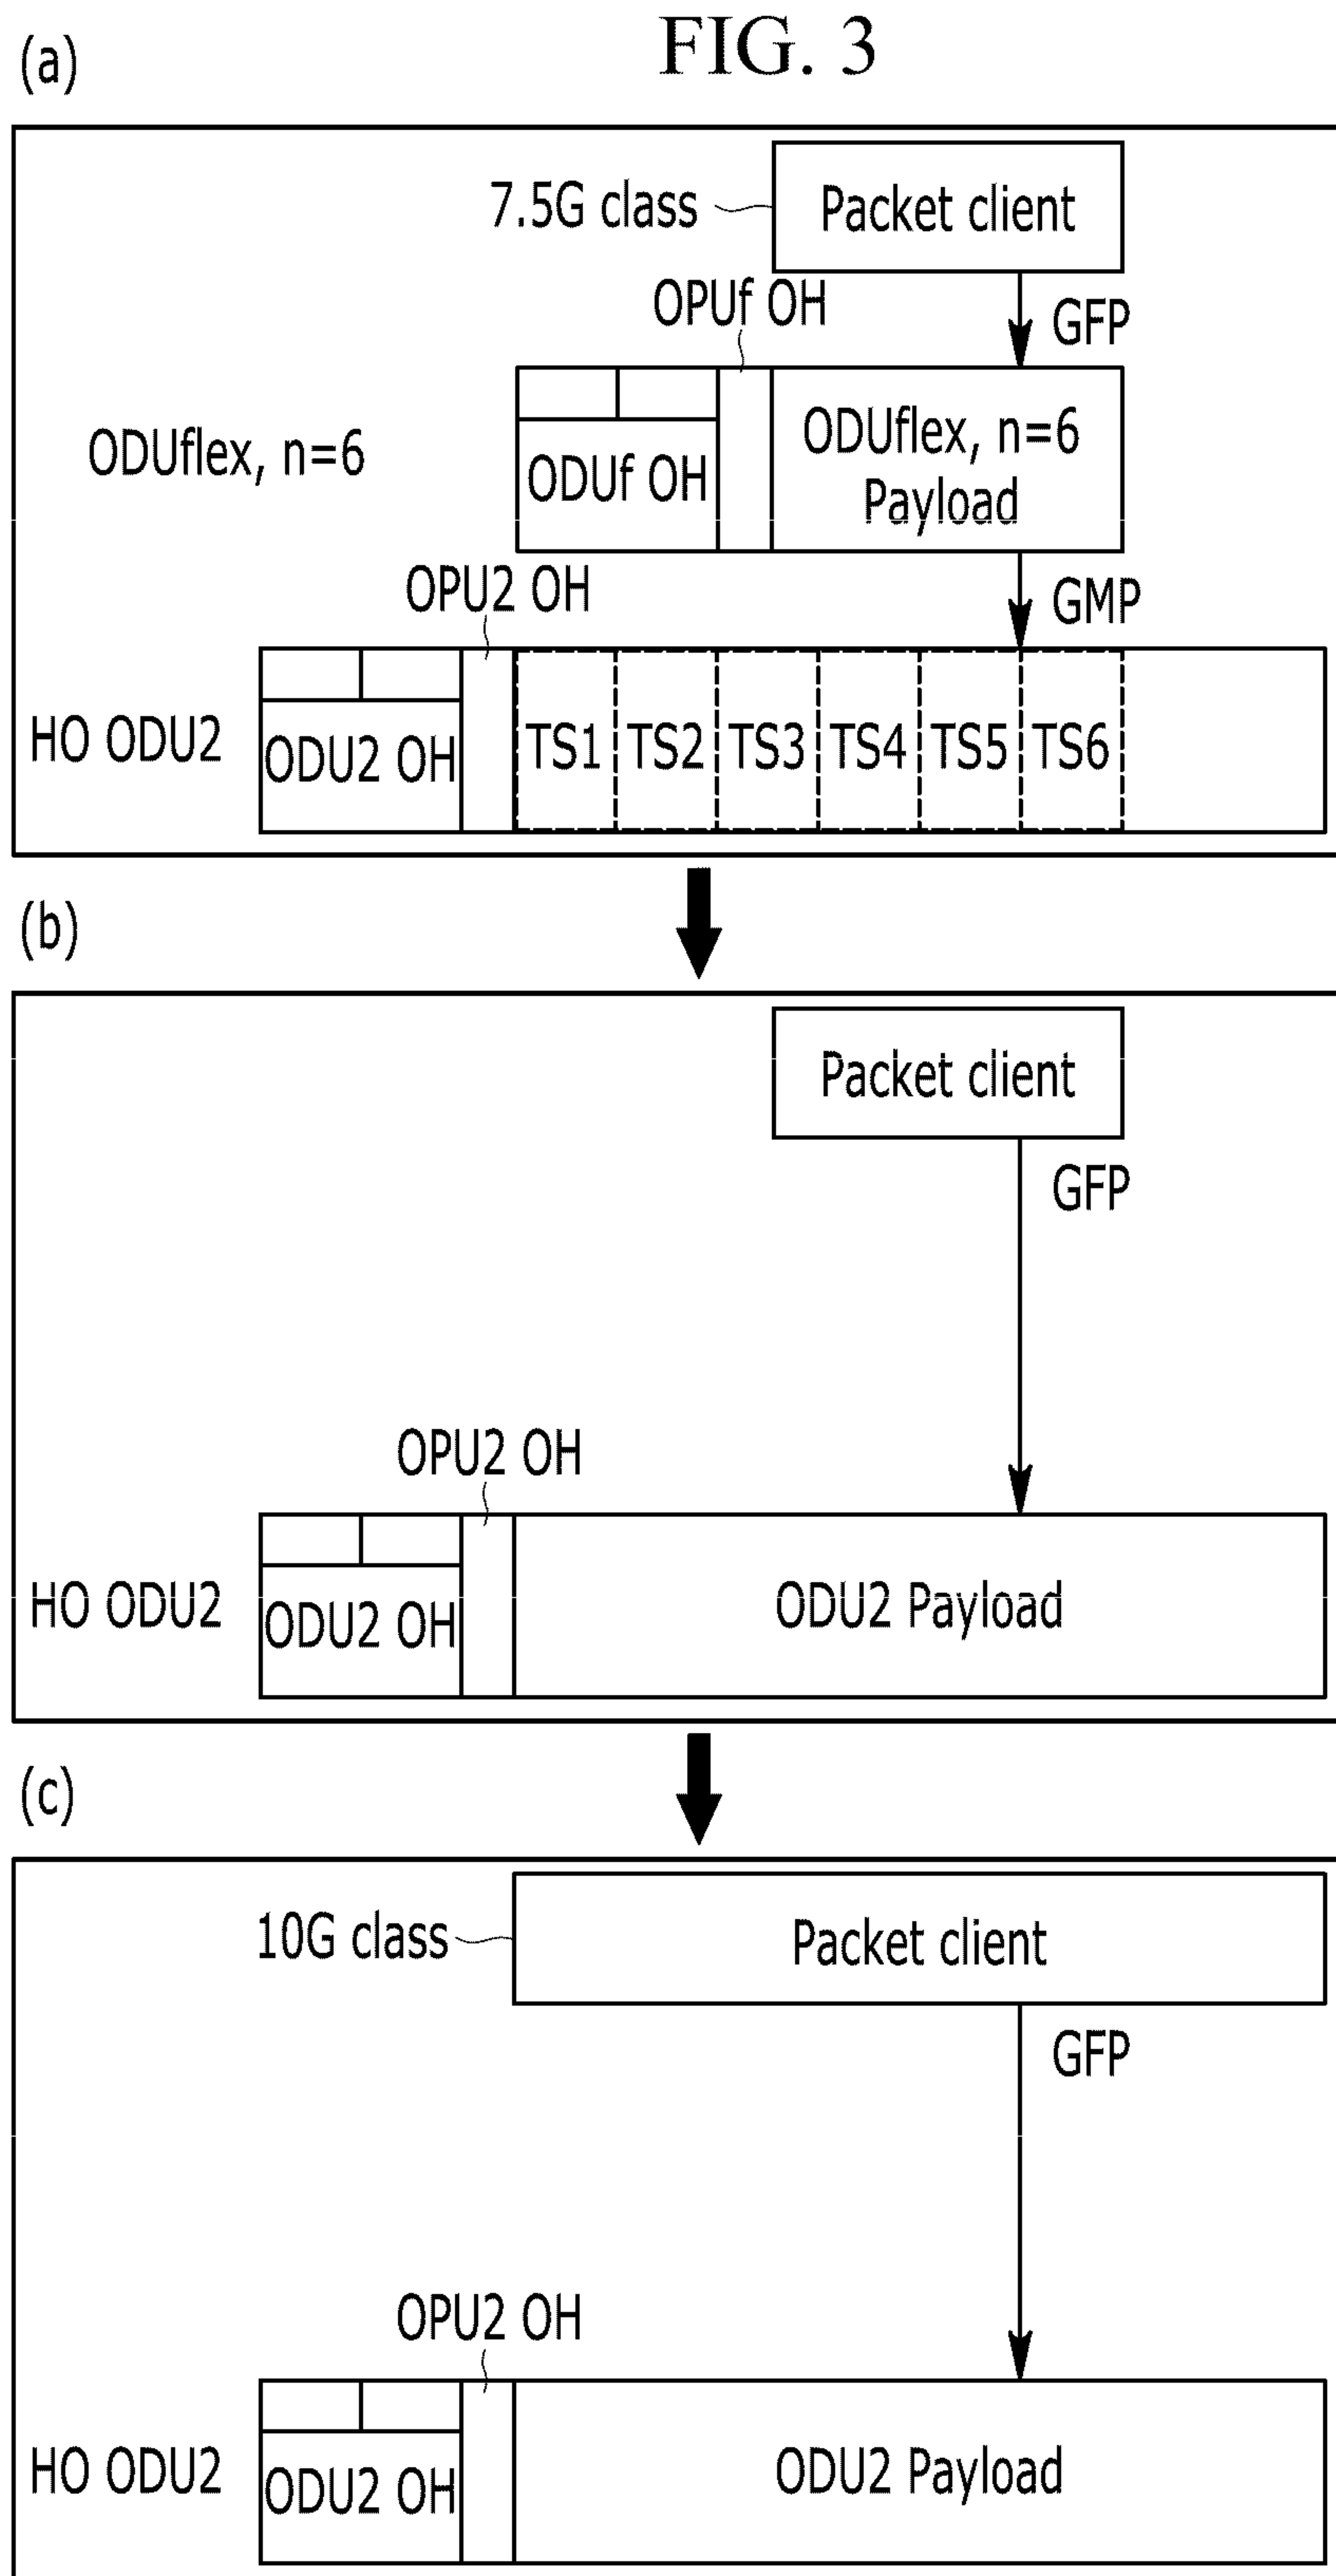 FIG. 3
(a)
7.5G class
Packet client
OPUf OH
GFP
ODUflex, n=6
ODUf OH
ODUflex, n=6
Payload
OPU2 OH
GMP
HO ODU2
ODU2 OH
TS1
TS2
TS3
TS4
TS5
TS6
(b)
Packet client
GFP
OPU2 OH
HO ODU2
ODU2 OH
ODU2 Payload
(c)
10G class
Packet client
GFP
OPU2 OH
HO ODU2
ODU2 OH
ODU2 Payload